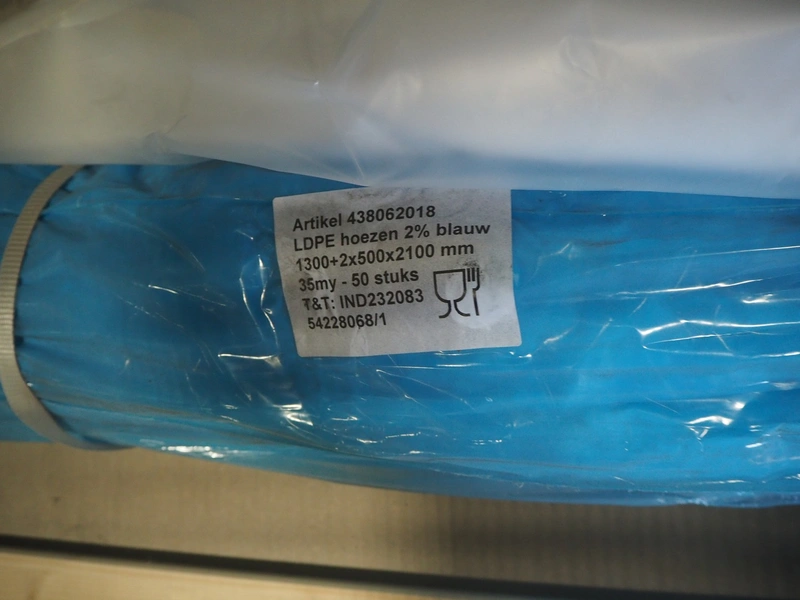 Artikel 438062018
LDPE hoezen 2% blauw
1300+2x500x2100 mm
35my - 50 stuks
T&T: IND232083
54228068/1